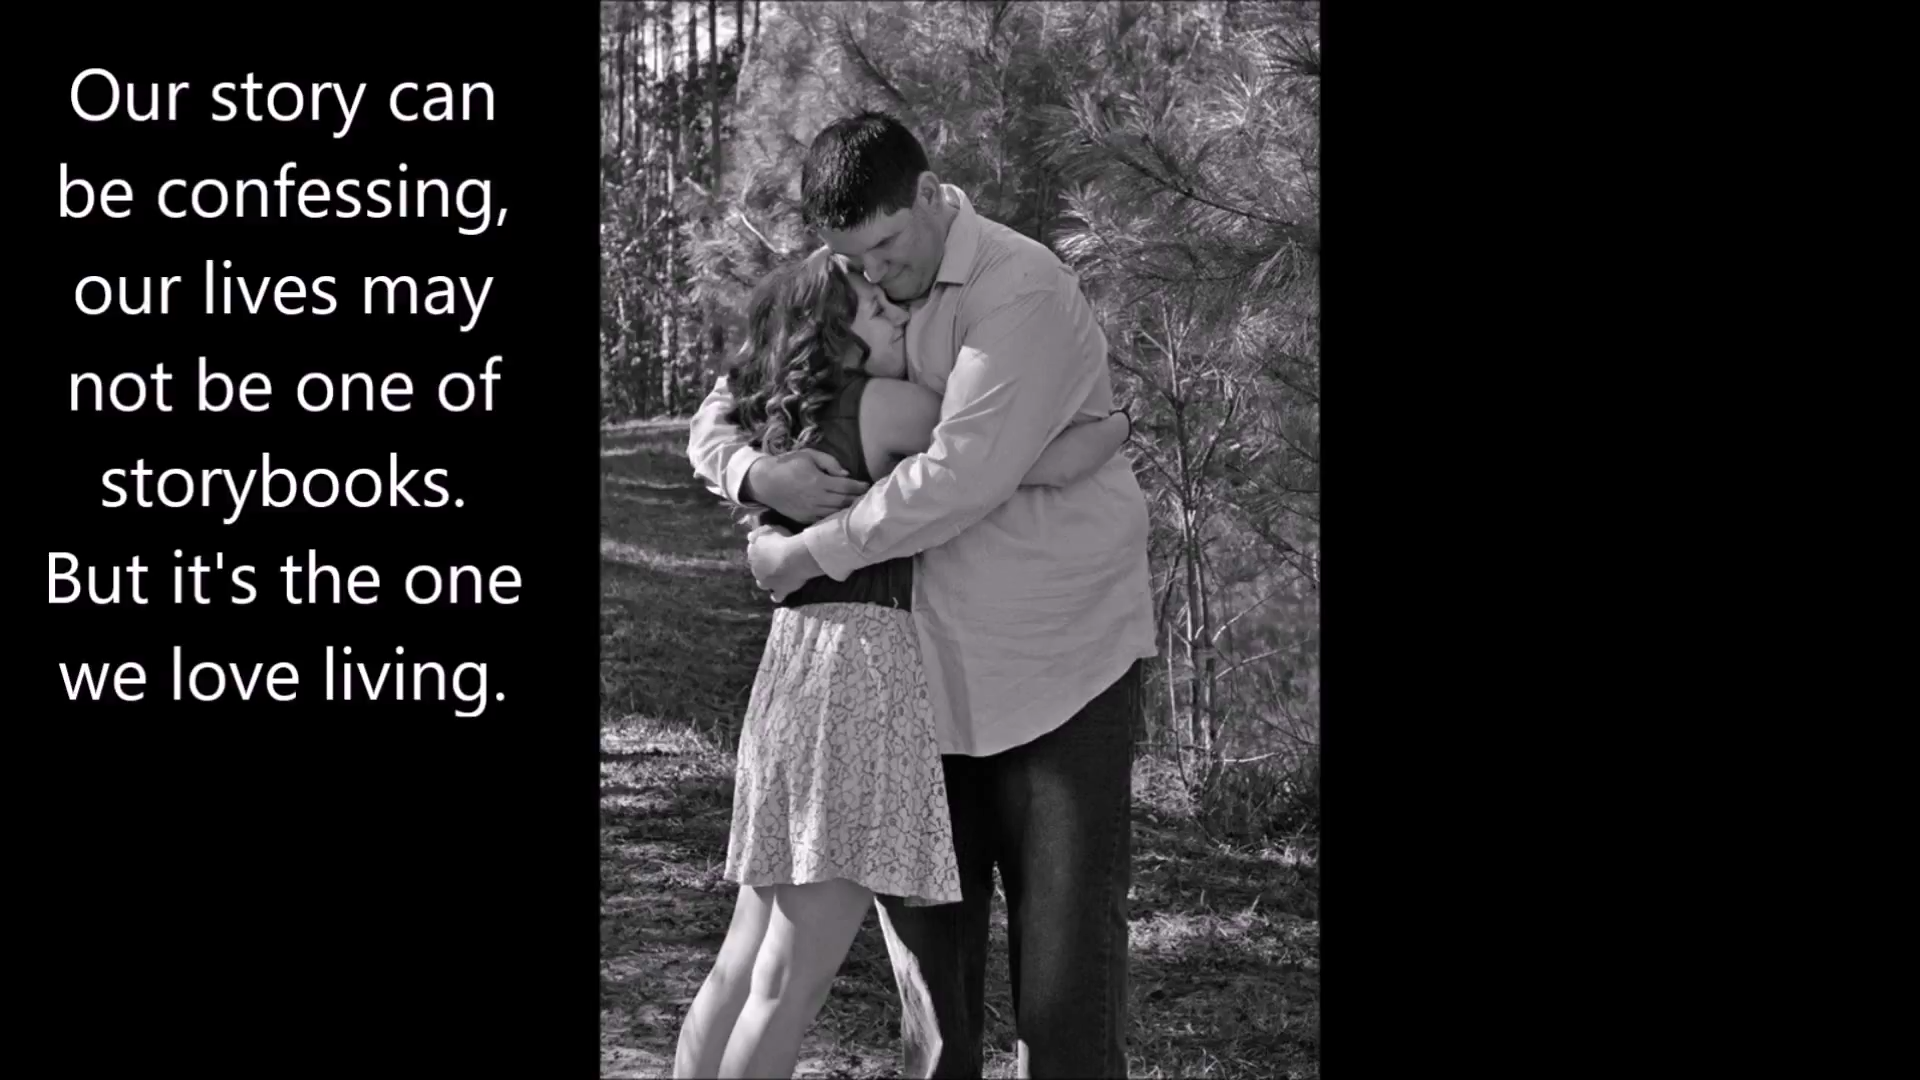 Our story can
be confessing,
our lives may
not be one of
storybooks.
But it's the one
we love living.